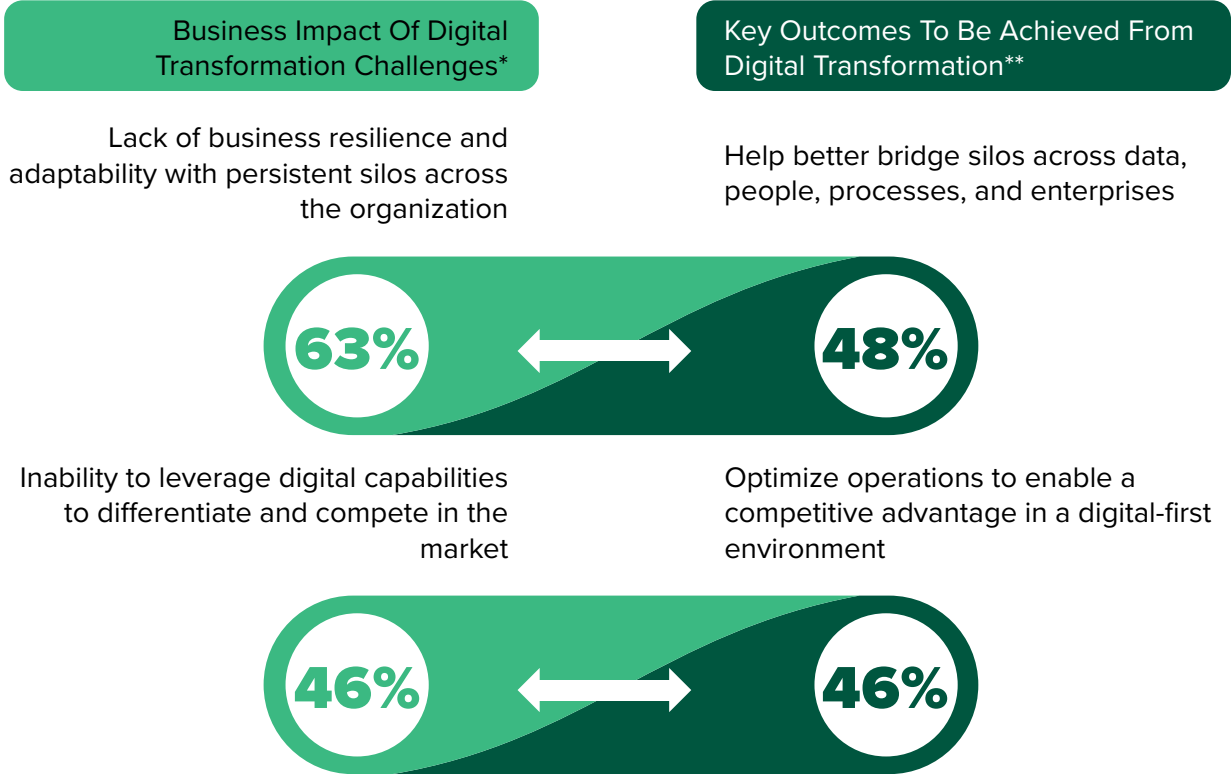 Business Impact Of Digital
Transformation Challenges*
Key Outcomes To Be Achieved From
Digital Transformation**
Lack of business resilience and
adaptability with persistent silos across
the organization
Help better bridge silos across data,
people, processes, and enterprises
63%
48%
Inability to leverage digital capabilities
to differentiate and compete in the
market
Optimize operations to enable a
competitive advantage in a digital-first
environment
46%
46%